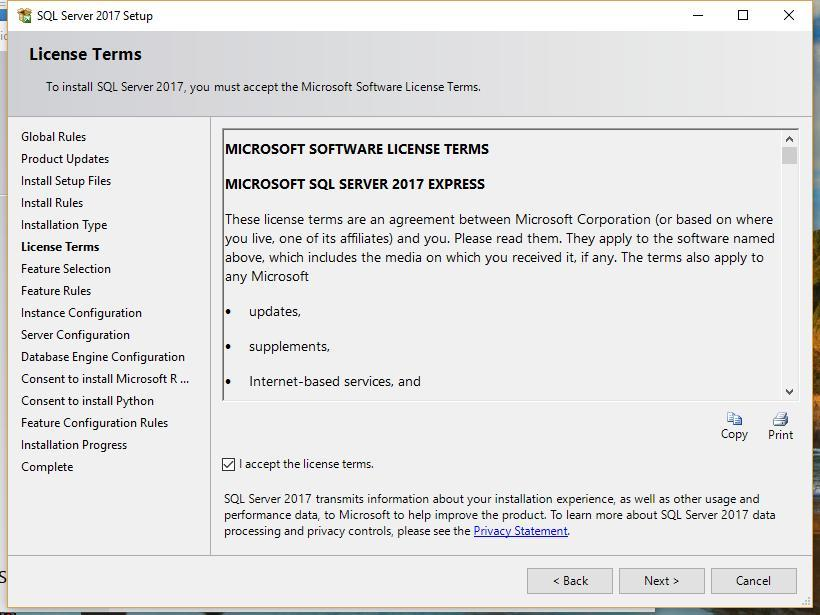 SQL Server 2017 Setup
License Terms
To install SQL Server 2017, you must accept the Microsoft Software License Terms.
Global Rules
Product Updates
Install Setup Files
Install Rules
Installation Type
License Terms
Feature Selection
Feature Rules
Instance Configuration
Server Configuration
Database Engine Configuration
Consent to install Microsoft R ...
Consent to install Python
Feature Configuration Rules
Installation Progress
Complete
MICROSOFT SOFTWARE LICENSE TERMS
MICROSOFT SQL SERVER 2017 EXPRESS
These license terms are an agreement between Microsoft Corporation (or based on where
you live, one of its affiliates) and you. Please read them. They apply to the software named
above, which includes the media on which you received it, if any. The terms also apply to
any Microsoft
• updates,
• supplements,
• Internet-based services, and
Copy
Print
I accept the license terms.
SQL Server 2017 transmits information about your installation experience, as well as other usage and
performance data, to Microsoft to help improve the product. To learn more about SQL Server 2017 data
processing and privacy controls, please see the Privacy Statement.
< Back
Next >
Cancel